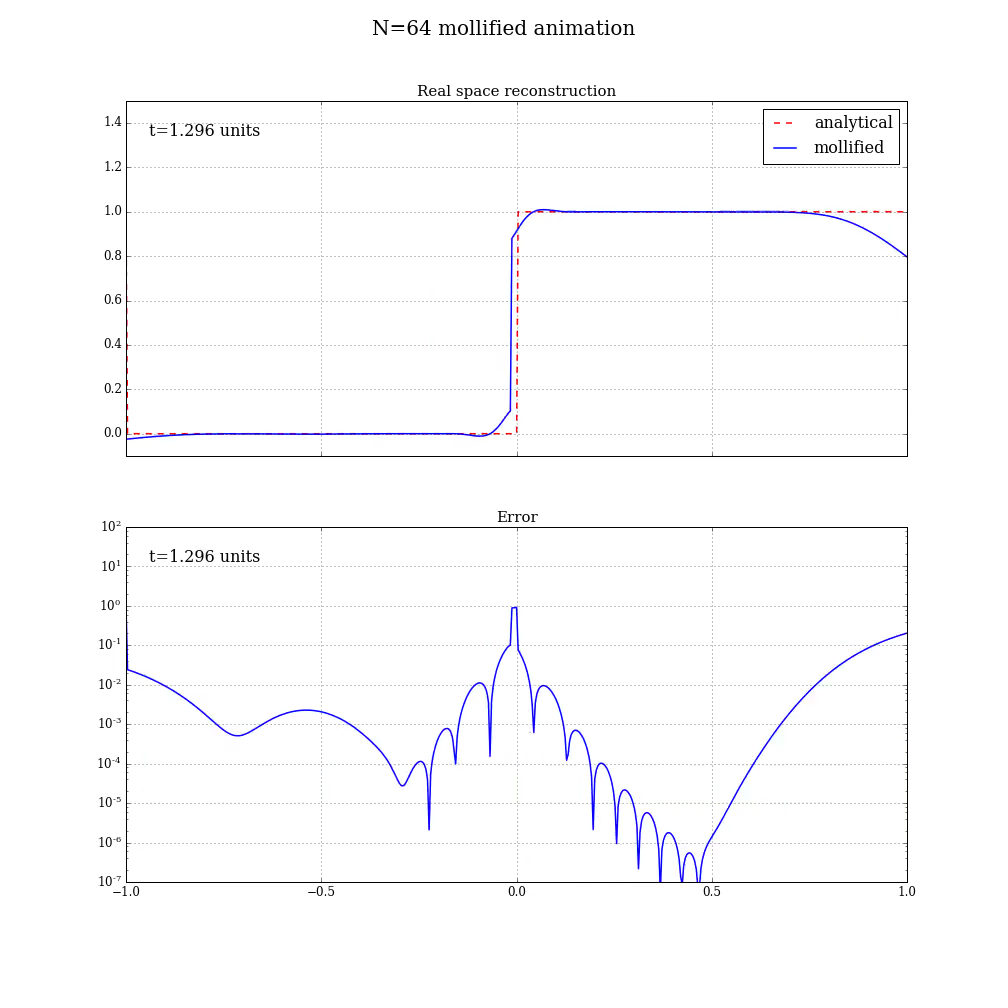 N=64 mollified animation
Real space reconstruction
t=1.296 units
analytical
mollified
1.4
1.2
1.0
0.8
0.6
0.4
0.2
0.0
Error
t=1.296 units
10²
10¹
10⁰
10⁻¹
10⁻²
10⁻³
10⁻⁴
10⁻⁵
10⁻⁶
10⁻⁷
−1.0 −0.5 0.0 0.5 1.0